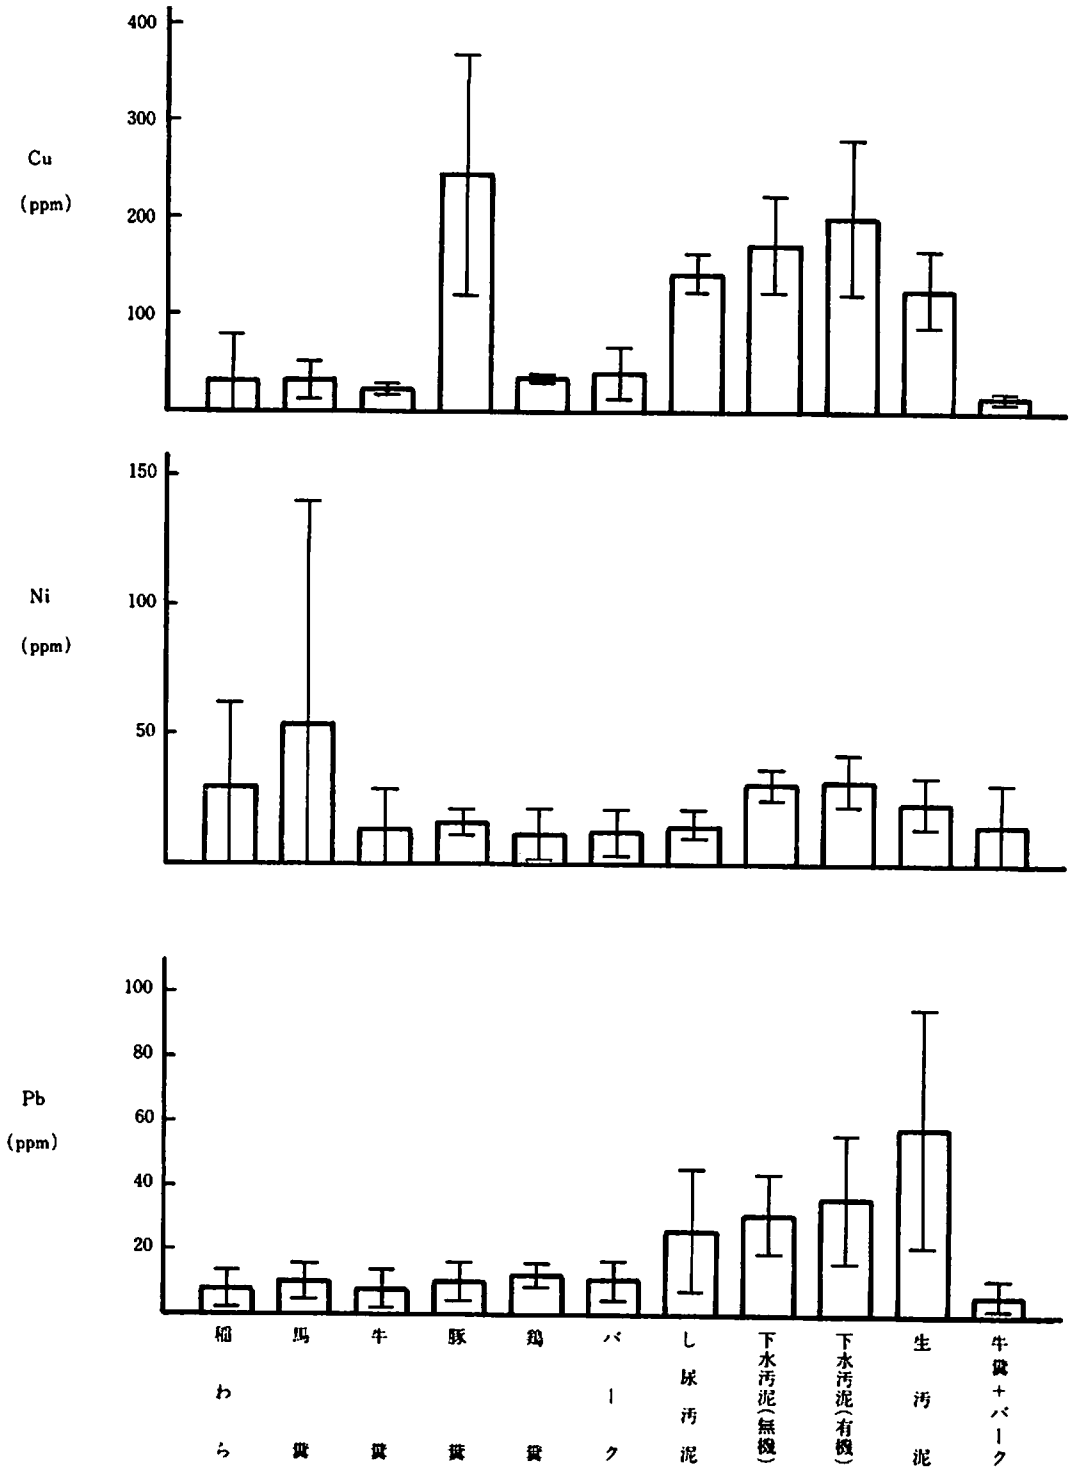 400
300
Cu
(ppm)
200
100
150
100
Ni
(ppm)
50
100
80
Pb
60
(ppm)
40
20
稲わら
馬糞
牛糞
豚糞
鶏糞
バーク
し尿汚泥
下水汚泥(無機)
下水汚泥(有機)
生汚泥
牛糞+バーク